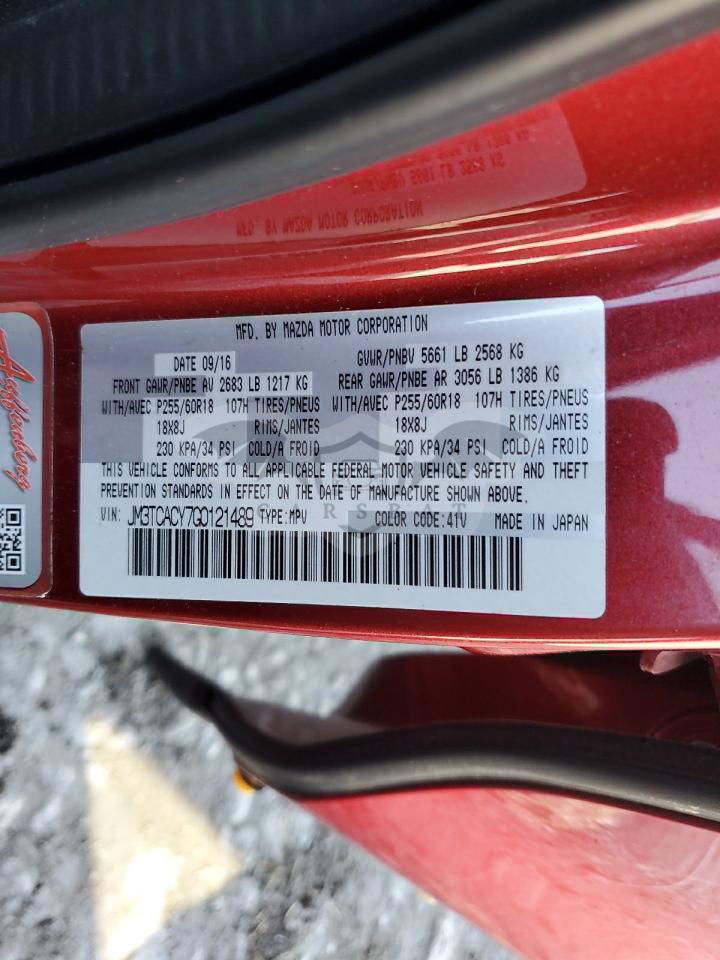 MFD. BY MAZDA MOTOR CORPORATION
DATE 09/16 GVWR/PNBV 5661 LB 2568 KG
FRONT GAWR/PNBE AV 2683 LB 1217 KG REAR GAWR/PNBE AR 3056 LB 1386 KG
WITH/AVEC P255/60R18 107H TIRES/PNEUS WITH/AVEC P255/60R18 107H TIRES/PNEUS
18X8J RIMS/JANTES 18X8J RIMS/JANTES
230 KPA/34 PSI COLD/A FROID 230 KPA/34 PSI COLD/A FROID
THIS VEHICLE CONFORMS TO ALL APPLICABLE FEDERAL MOTOR VEHICLE SAFETY AND THEFT
PREVENTION STANDARDS IN EFFECT ON THE DATE OF MANUFACTURE SHOWN ABOVE.
VIN: JM3TCACY7G0121489 TYPE:MPV COLOR CODE:41V MADE IN JAPAN
CARSBAT